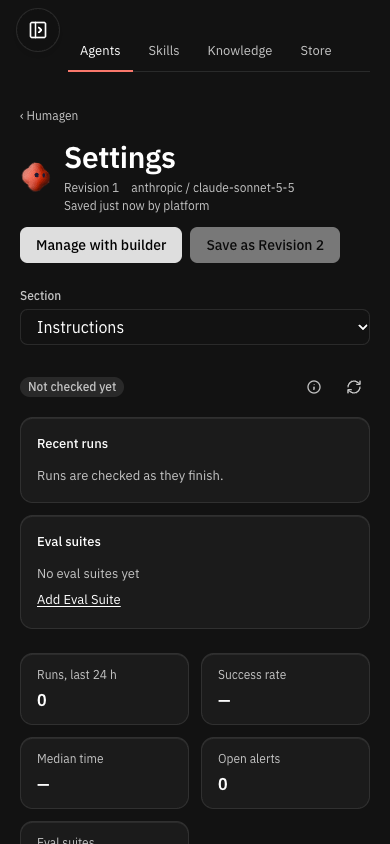 Agents Skills Knowledge Store
‹ Humagen
Settings
Revision 1 anthropic / claude-sonnet-5-5
Saved just now by platform
Manage with builder Save as Revision 2
Section
Instructions
Not checked yet
Recent runs
Runs are checked as they finish.
Eval suites
No eval suites yet
Add Eval Suite
Runs, last 24 h Success rate
0 —
Median time Open alerts
— 0
Eval suites